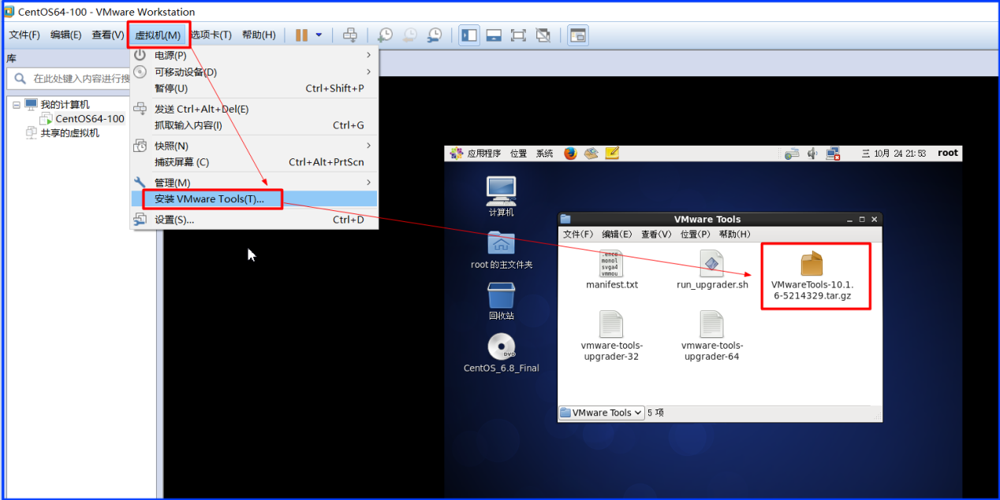 CentOS64-100 - VMware Workstation
文件(F) 编辑(E) 查看(V) 虚拟机(M) 选项卡(T) 帮助(H)
库
在此处键入内容进行搜
我的计算机
CentOS64-100
共享的虚拟机
电源(P)
可移动设备(D)
暂停(U) Ctrl+Shift+P
发送 Ctrl+Alt+Del(E)
抓取输入内容(I) Ctrl+G
快照(N)
捕获屏幕 (C) Ctrl+Alt+PrtScn
管理(M)
安装 VMware Tools(T)...
设置(S)... Ctrl+D
应用程序 位置 系统 三 10月 24 21:53 root
计算机
root 的主文件夹
回收站
DVD
CentOS_6.8_Final
VMware Tools
文件(F) 编辑(E) 查看(V) 位置(P) 帮助(H)
.enco
monol
svga4
vmmou
manifest.txt
run_upgrader.sh
VMwareTools-10.1.
6-5214329.tar.gz
vmware-tools-
upgrader-32
vmware-tools-
upgrader-64
VMware Tools 5 项